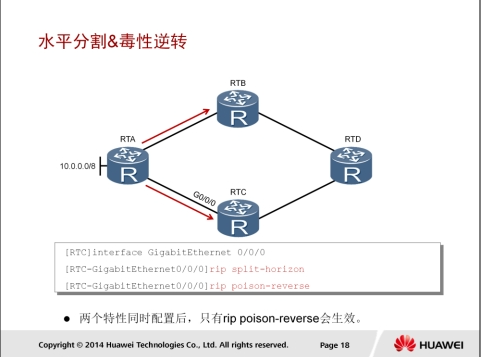 水平分割&毒性逆转
RTB
RTA
RTD
10.0.0.0/8
G0/0/0
RTC
R
R
R
R
[RTC]interface GigabitEthernet 0/0/0
[RTC-GigabitEthernet0/0/0]rip split-horizon
[RTC-GigabitEthernet0/0/0]rip poison-reverse
● 两个特性同时配置后，只有rip poison-reverse会生效。
Copyright © 2014 Huawei Technologies Co., Ltd. All rights reserved. Page 18 HUAWEI